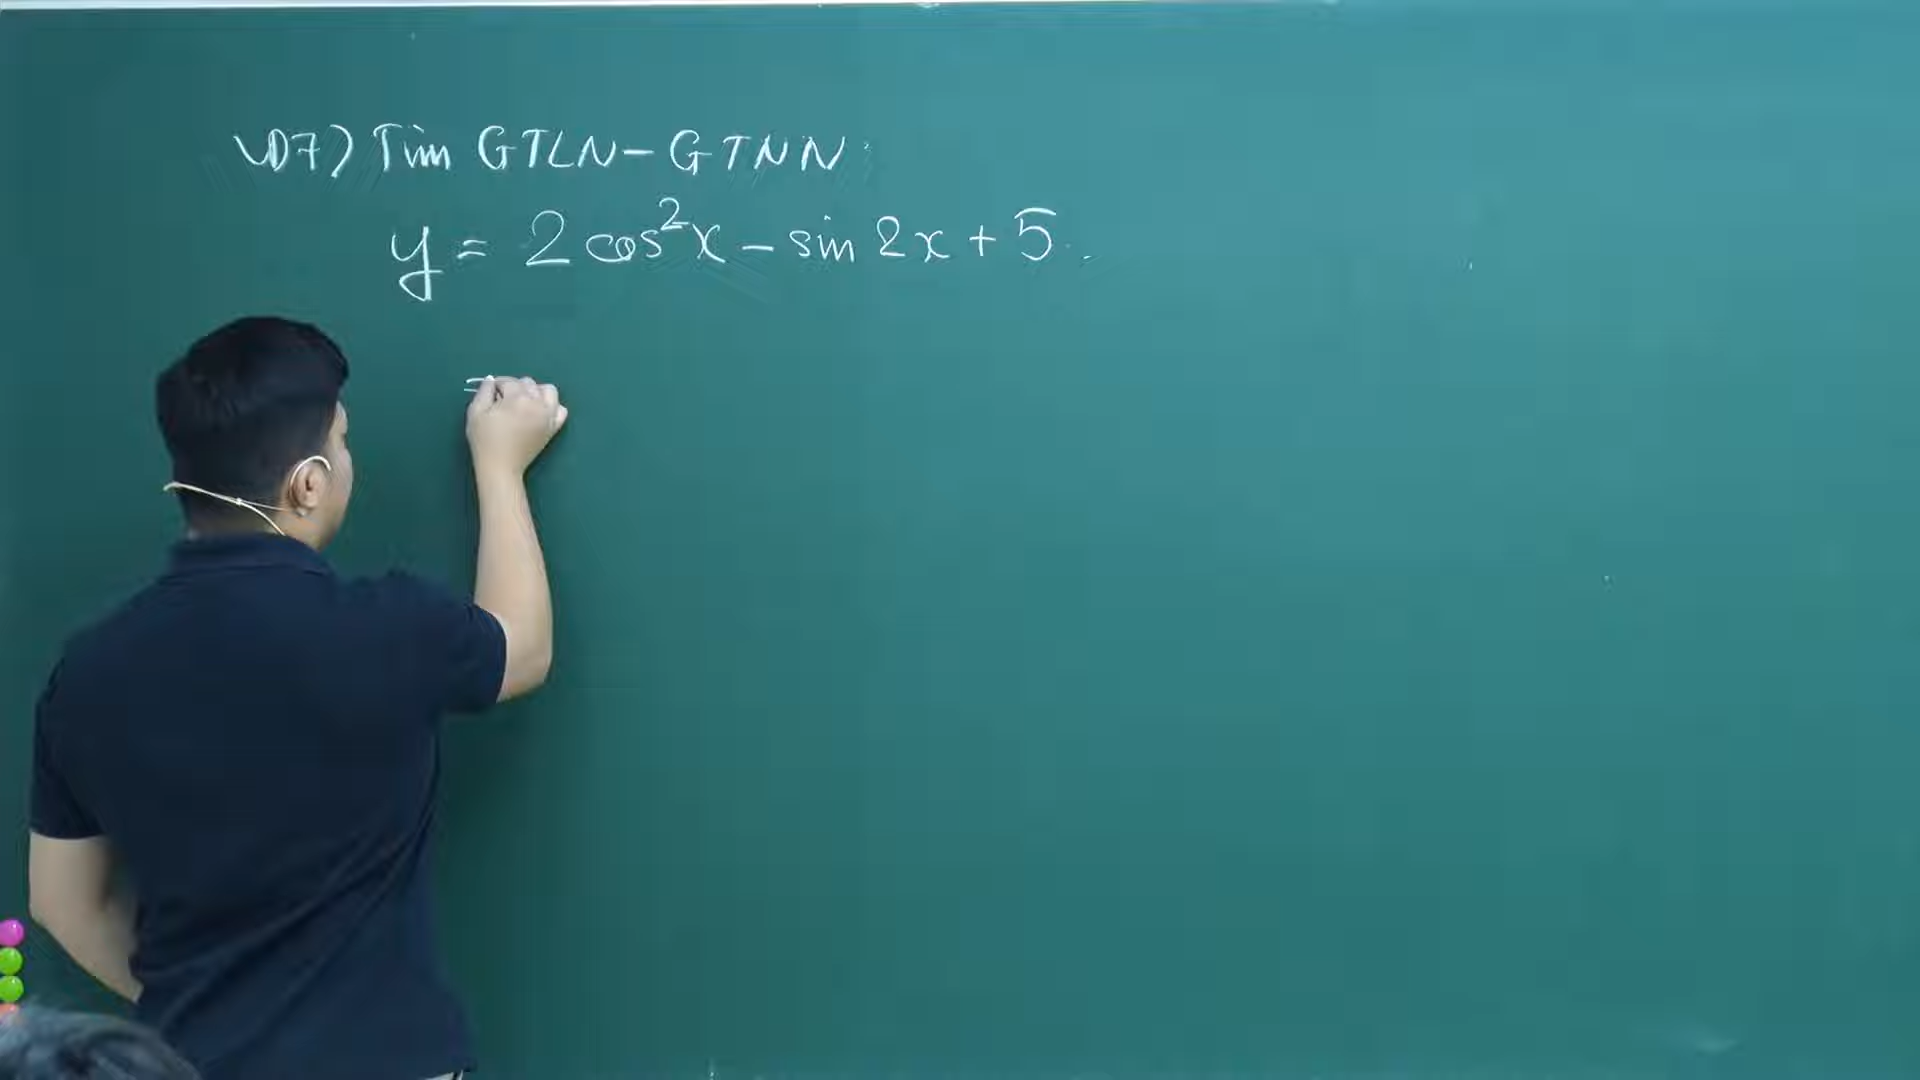 VD7) Tìm GTLN - GTNN:
y = 2cos²x - sin 2x + 5.
=